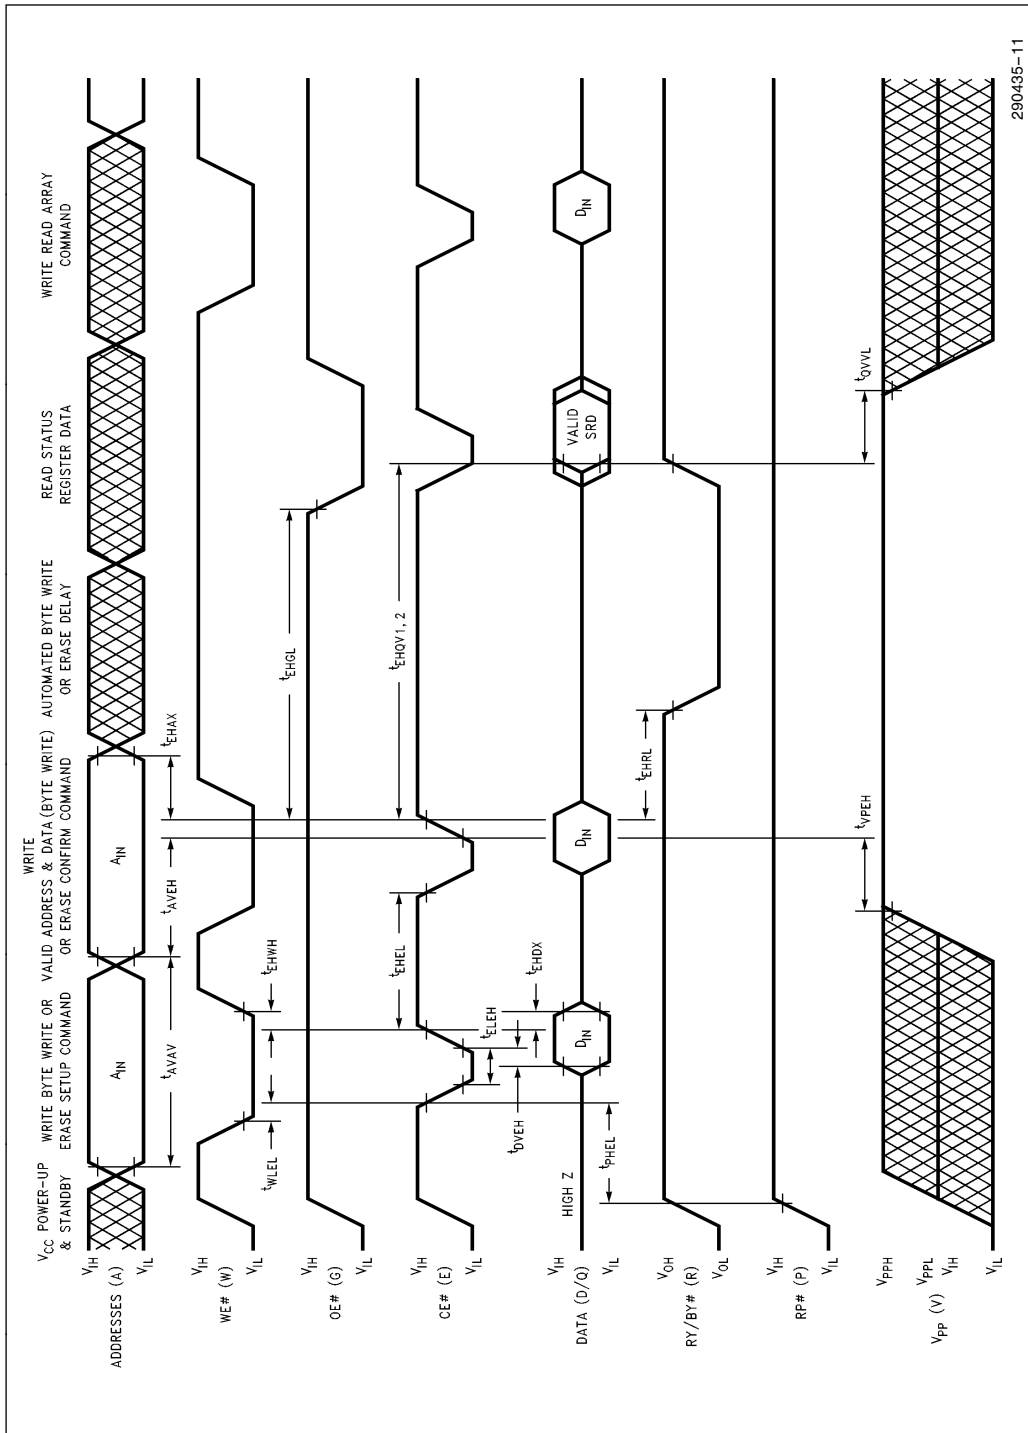 V_CC POWER-UP
& STANDBY
WRITE BYTE WRITE OR
ERASE SETUP COMMAND
WRITE
VALID ADDRESS & DATA (BYTE WRITE)
OR ERASE CONFIRM COMMAND
AUTOMATED BYTE WRITE
OR ERASE DELAY
READ STATUS
REGISTER DATA
WRITE READ ARRAY
COMMAND
V_IH
ADDRESSES (A)
V_IL
A_IN
A_IN
t_AVAV
t_AVEH
t_EHAX
V_IH
WE# (W)
V_IL
t_WLEL
t_EHWH
t_EHGL
V_IH
OE# (G)
V_IL
t_EHEL
t_EHQV1, 2
V_IH
CE# (E)
V_IL
t_ELEH
t_DVEH
t_EHDX
V_IH
DATA (D/Q)
V_IL
HIGH Z
D_IN
D_IN
VALID
SRD
D_IN
t_PHEL
t_EHRL
V_OH
RY/BY# (R)
V_OL
V_IH
RP# (P)
V_IL
t_VPEH
t_QVVL
V_PPH
V_PPL
V_PP (V)
V_IH
V_IL
290435-11